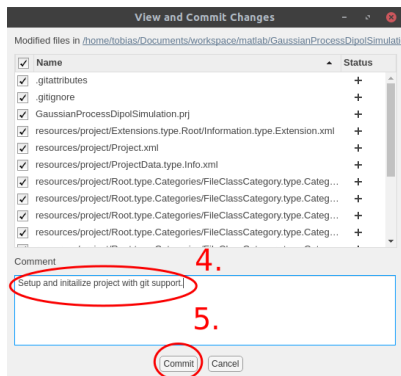 View and Commit Changes
Modified files in /home/tobias/Documents/workspace/matlab/GaussianProcessDipolSimulati
Name Status
.gitattributes +
.gitignore +
GaussianProcessDipolSimulation.prj +
resources/project/Extensions.type.Root/Information.type.Extension.xml +
resources/project/Project.xml +
resources/project/ProjectData.type.Info.xml +
resources/project/Root.type.Categories/FileClassCategory.type.Categ... +
resources/project/Root.type.Categories/FileClassCategory.type.Categ... +
resources/project/Root.type.Categories/FileClassCategory.type.Categ... +
resources/project/Root.type.Categories/FileClassCategory.type.Categ... +
Comment
4.
Setup and initailize project with git support.
5.
Commit Cancel